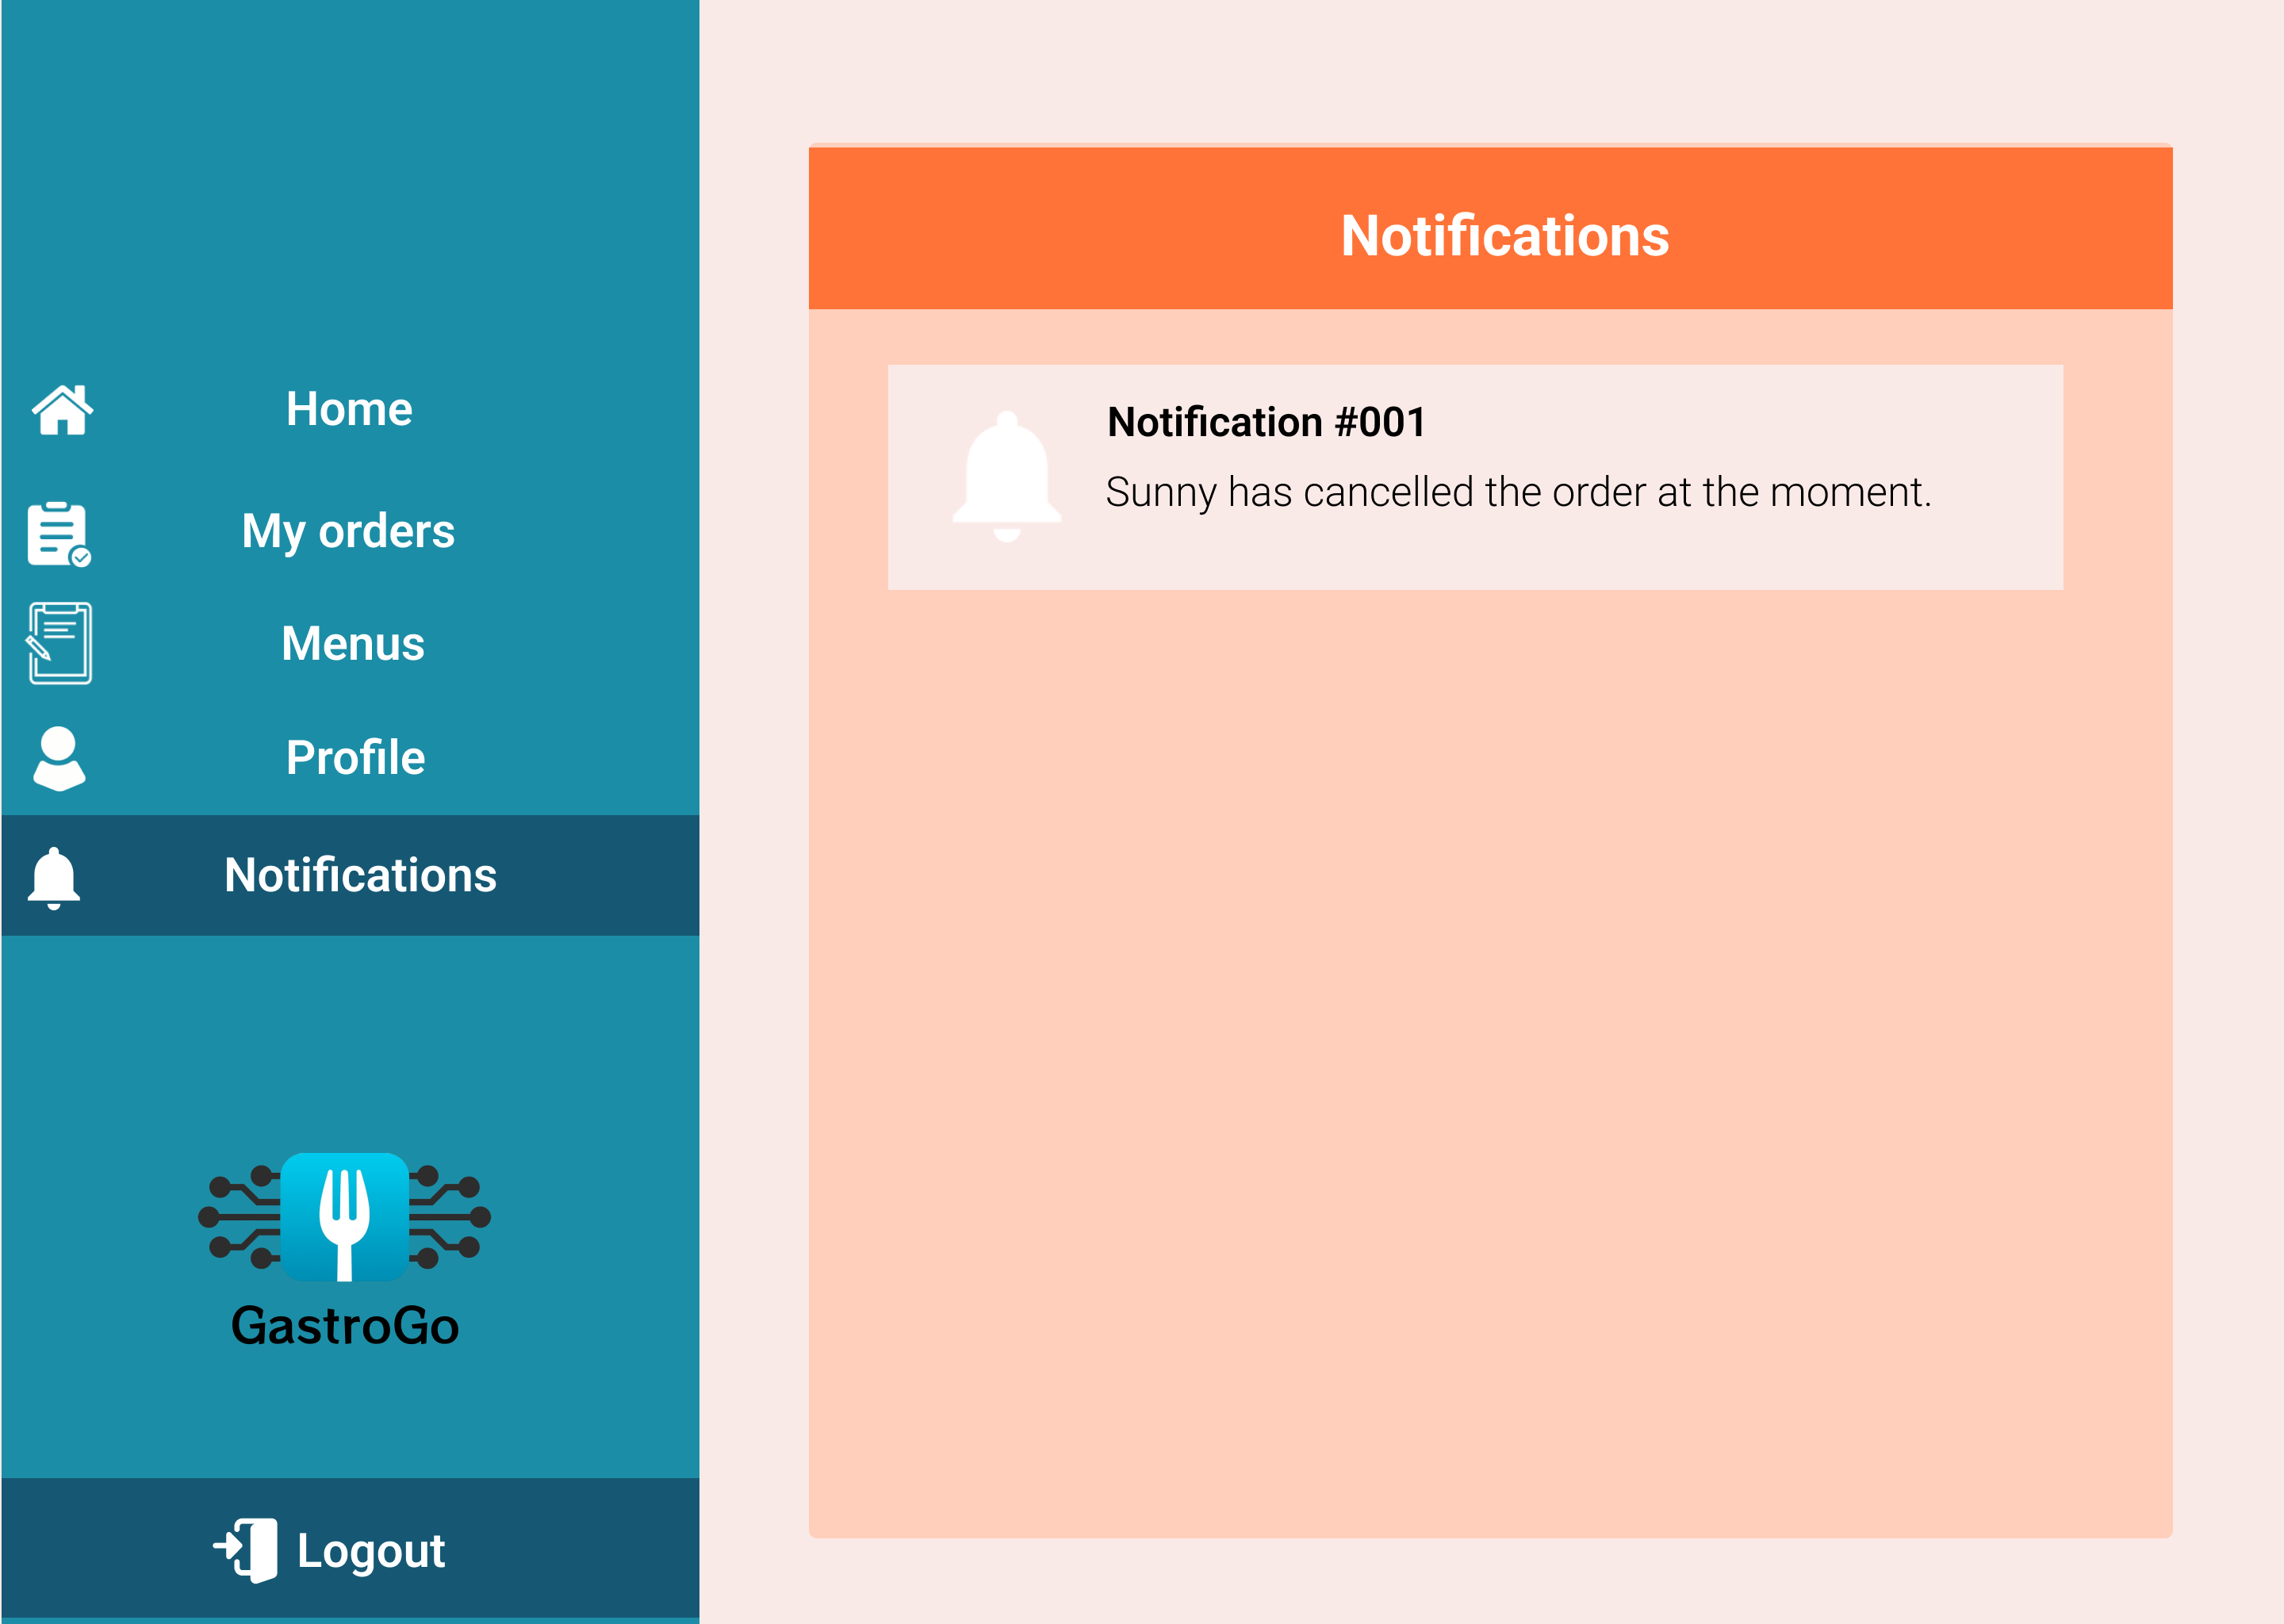 Home
My orders
Menus
Profile
Notifications
GastroGo
Logout
Notifications
Notification #001
Sunny has cancelled the order at the moment.